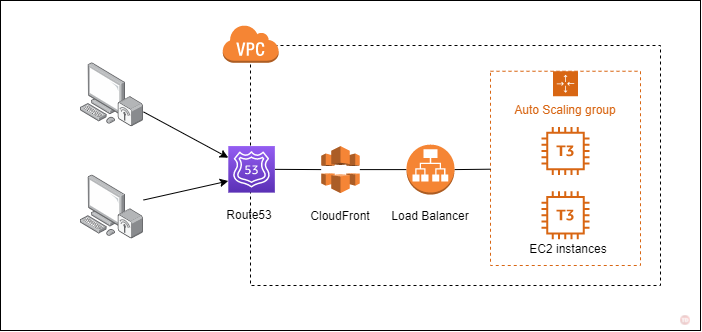 VPC
Auto Scaling group
T3
53
T3
Route53
CloudFront
Load Balancer
EC2 instances